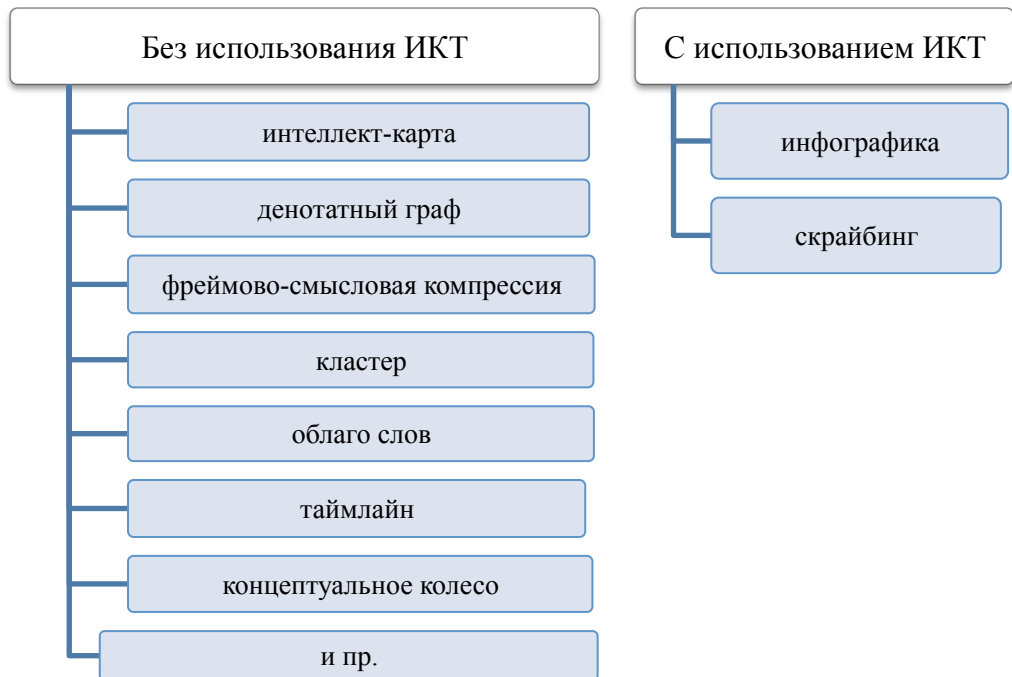 Без использования ИКТ
интеллект-карта
денотатный граф
фреймово-смысловая компрессия
кластер
облаго слов
таймлайн
концептуальное колесо
и пр.
С использованием ИКТ
инфографика
скрайбинг